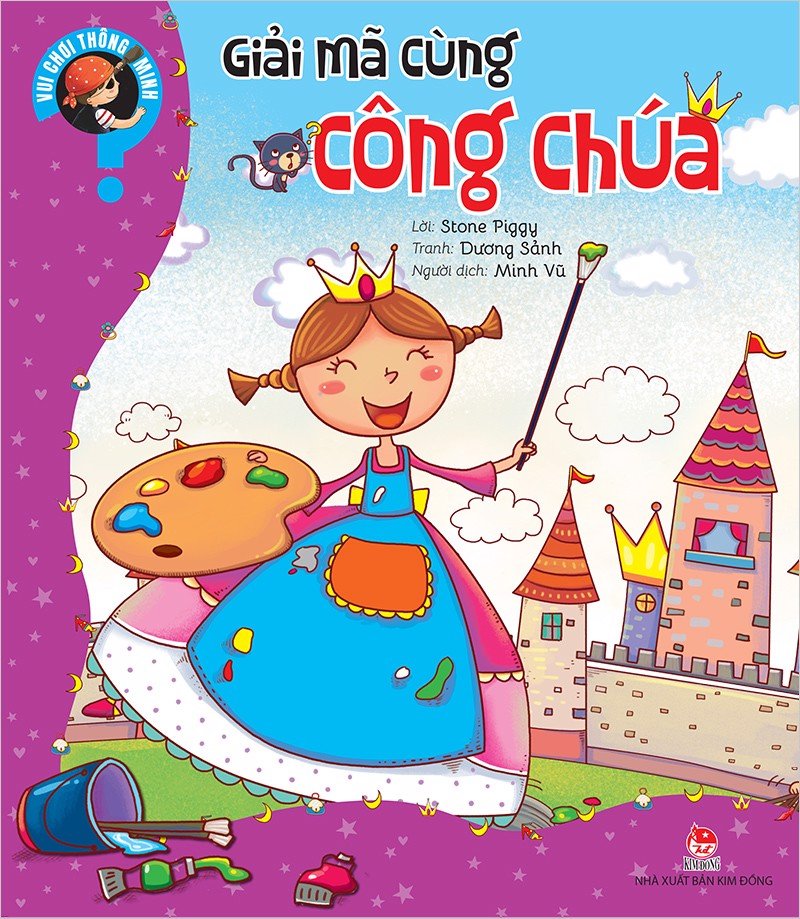 VUI CHƠI THÔNG MINH
Giải mã cùng
công chúa
Lời: Stone Piggy
Tranh: Dương Sảnh
Người dịch: Minh Vũ
KIM ĐỒNG
NHÀ XUẤT BẢN KIM ĐỒNG